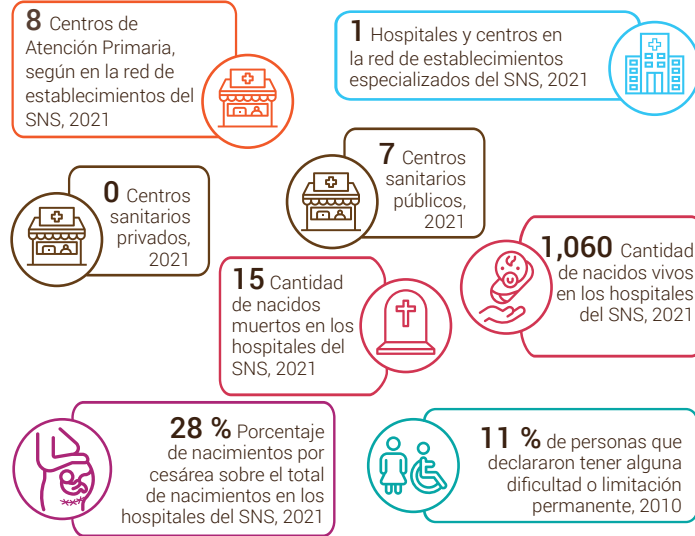 8 Centros de
Atención Primaria,
según en la red de
establecimientos del
SNS, 2021
1 Hospitales y centros en
la red de establecimientos
especializados del SNS, 2021
0 Centros
sanitarios
privados,
2021
7 Centros
sanitarios
públicos,
2021
15 Cantidad
de nacidos
muertos en los
hospitales del
SNS, 2021
1,060 Cantidad
de nacidos vivos
en los hospitales
del SNS, 2021
28 % Porcentaje
de nacimientos por
cesárea sobre el total
de nacimientos en los
hospitales del SNS, 2021
11 % de personas que
declararon tener alguna
dificultad o limitación
permanente, 2010